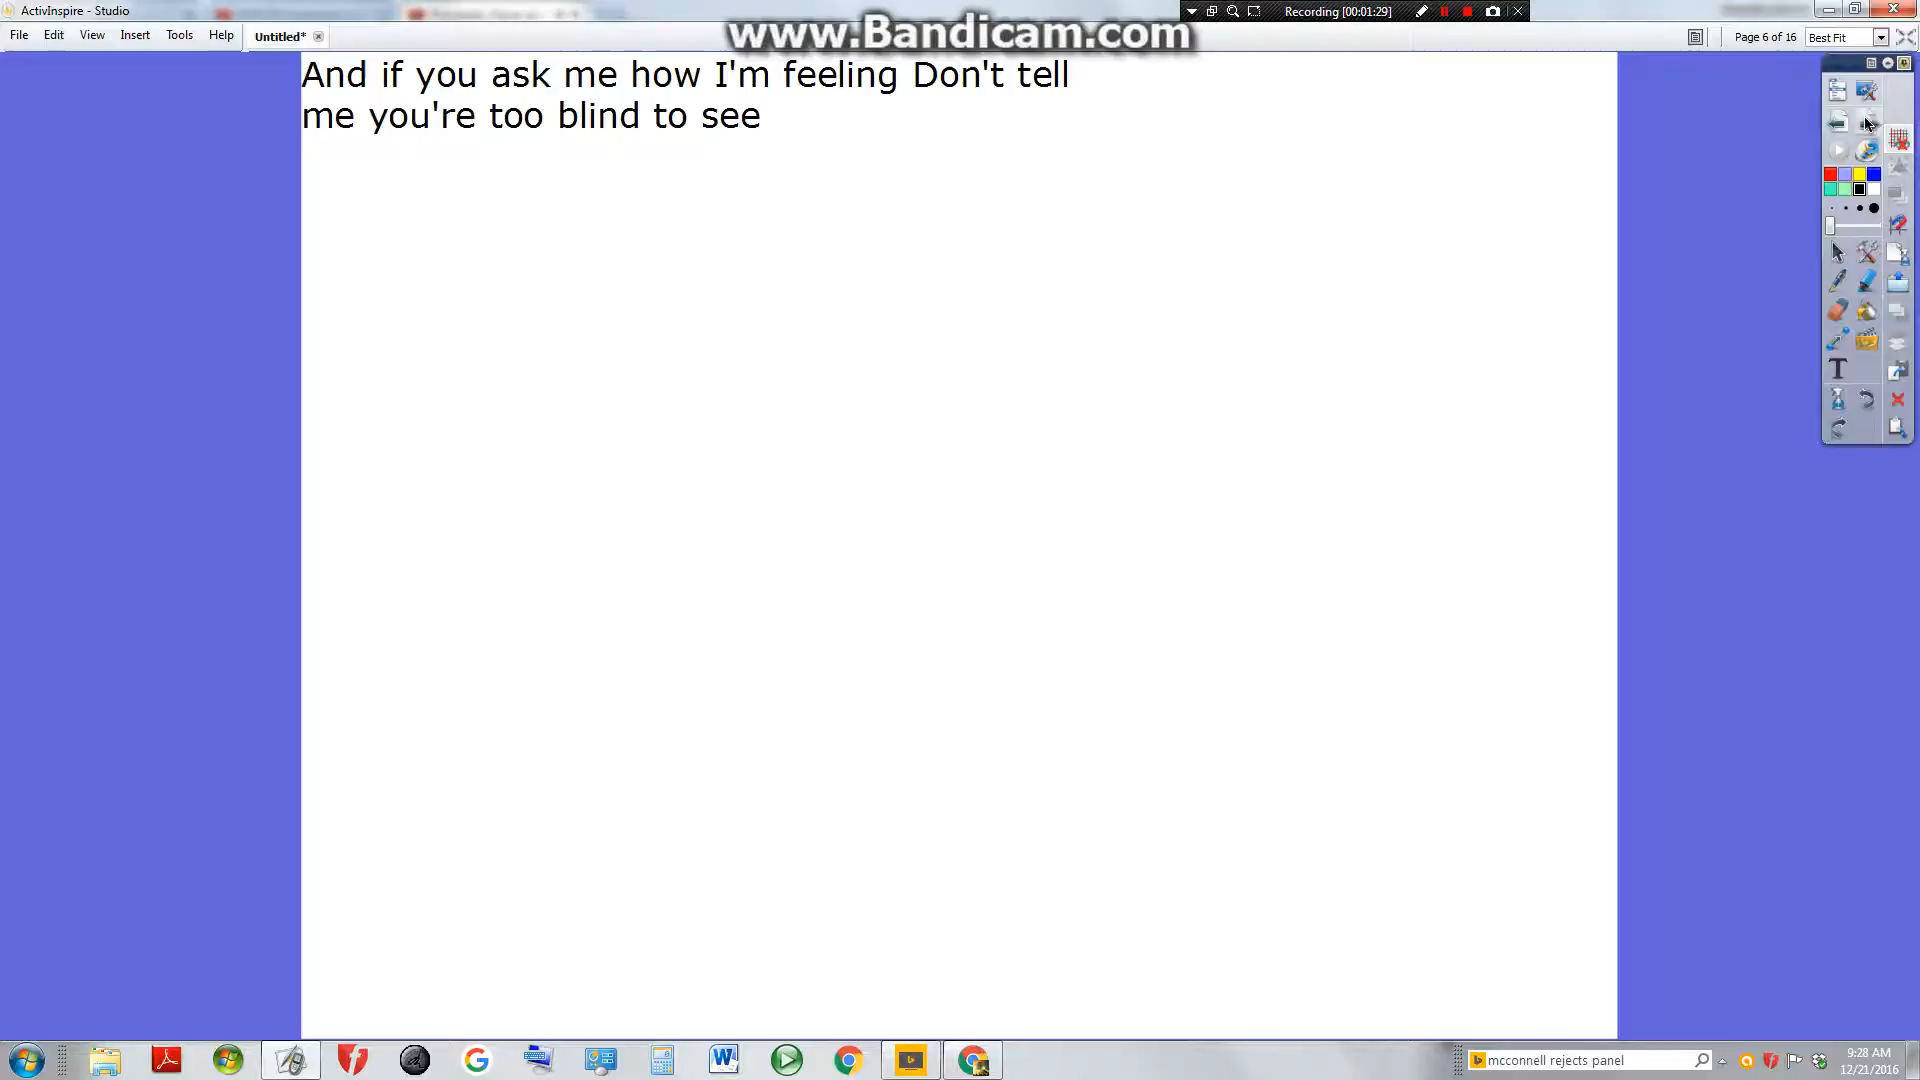 ActivInspire - Studio
www.Bandicam.com
Recording [00:01:29]
File Edit View Insert Tools Help
Untitled*
Page 6 of 16
Best Fit
And if you ask me how I'm feeling Don't tell
me you're too blind to see
T
mcconnell rejects panel
9:28 AM
12/21/2016